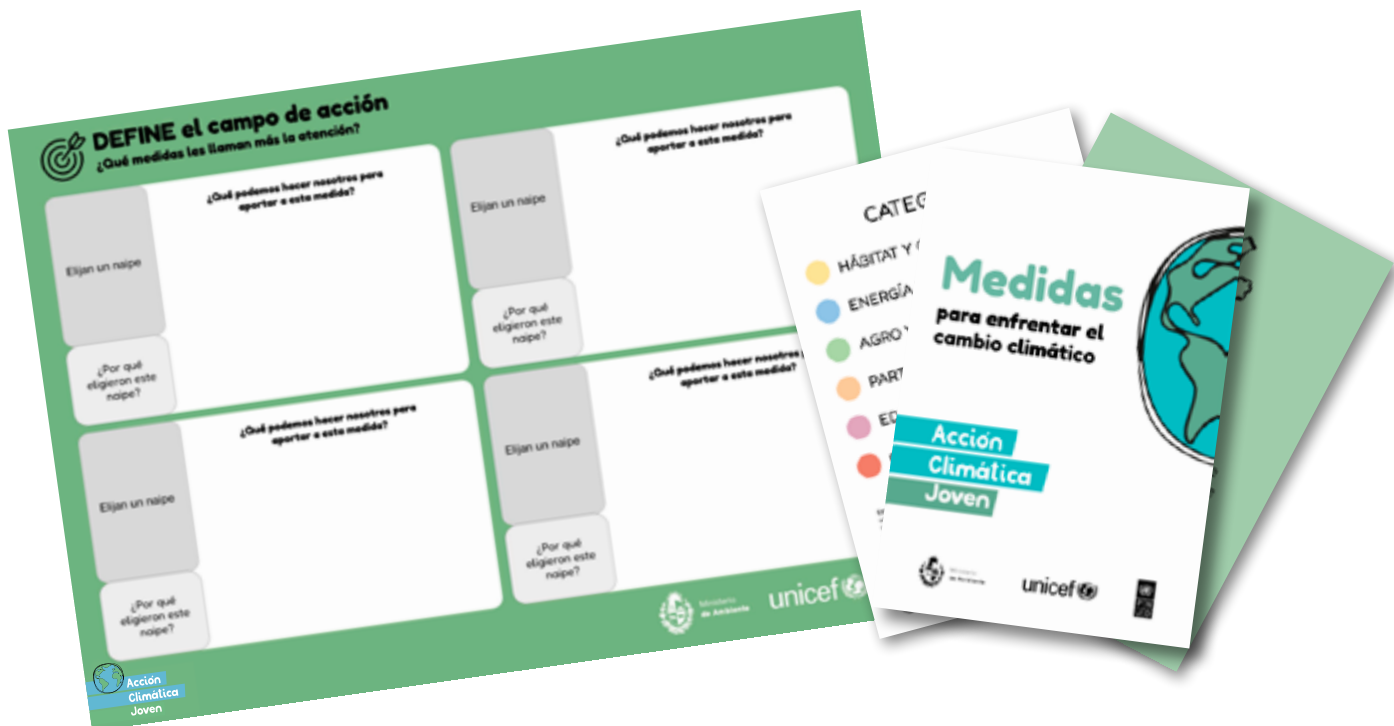 DEFINE el campo de acción
¿Qué medidas les llaman más la atención?
Elijan un naipe
¿Qué podemos hacer nosotros para
aportar a esta medida?
¿Por qué
eligieron este
naipe?
Elijan un naipe
¿Qué podemos hacer nosotros para
aportar a esta medida?
¿Por qué
eligieron este
naipe?
Elijan un naipe
¿Qué podemos hacer nosotros para
aportar a esta medida?
¿Por qué
eligieron este
naipe?
Elijan un naipe
¿Qué podemos hacer nosotros
aportar a esta medida?
¿Por qué
eligieron este
naipe?
Acción
Climática
Joven
Ministerio
de Ambiente
unicef
CATEG
HÁBITAT Y
ENERGÍA
AGRO Y
PART
ED
Medidas
para enfrentar el
cambio climático
Acción
Climática
Joven
Ministerio
de Ambiente
unicef